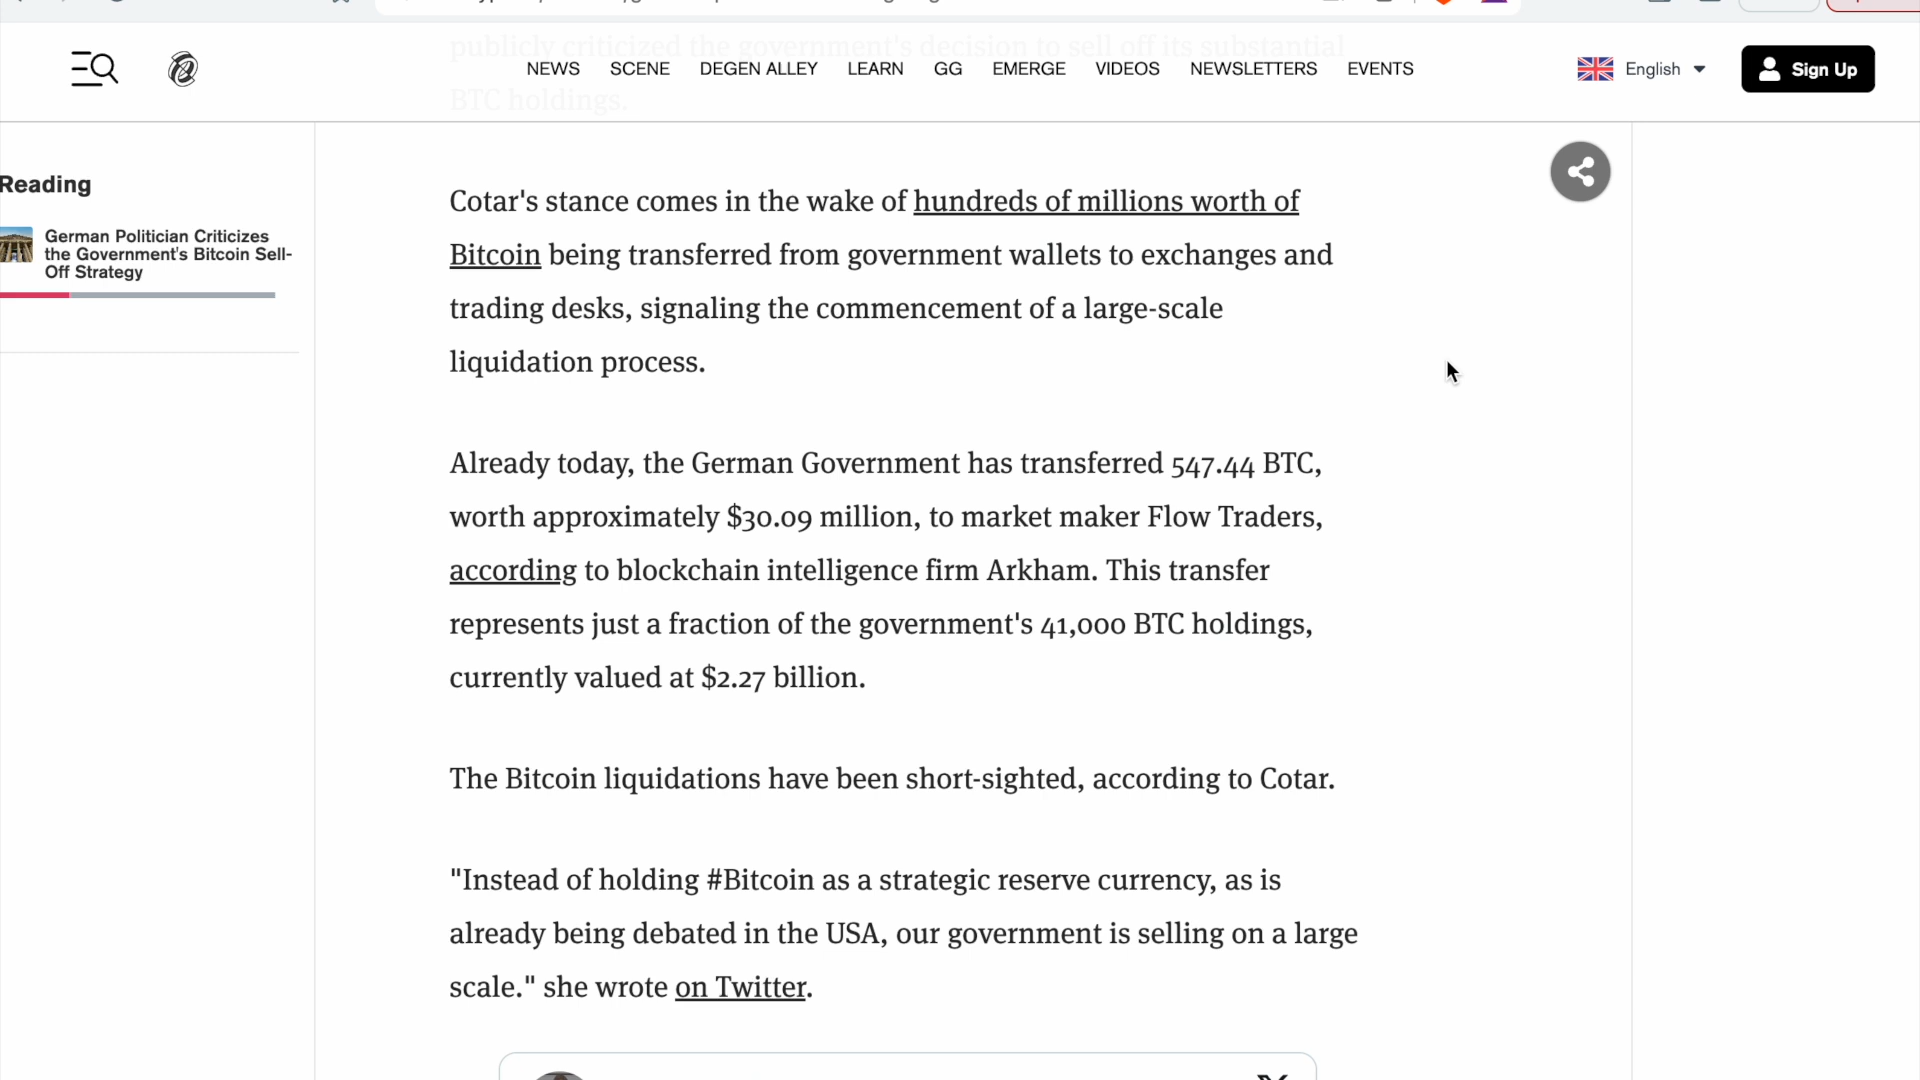 publicly criticized the government's decision to sell off its substantial
NEWS SCENE DEGEN ALLEY LEARN GG EMERGE VIDEOS NEWSLETTERS EVENTS
English
Sign Up
BTC holdings.
Reading
German Politician Criticizes
the Government's Bitcoin Sell-
Off Strategy
Cotar's stance comes in the wake of hundreds of millions worth of
Bitcoin being transferred from government wallets to exchanges and
trading desks, signaling the commencement of a large-scale
liquidation process.
Already today, the German Government has transferred 547.44 BTC,
worth approximately $30.09 million, to market maker Flow Traders,
according to blockchain intelligence firm Arkham. This transfer
represents just a fraction of the government's 41,000 BTC holdings,
currently valued at $2.27 billion.
The Bitcoin liquidations have been short-sighted, according to Cotar.
"Instead of holding #Bitcoin as a strategic reserve currency, as is
already being debated in the USA, our government is selling on a large
scale." she wrote on Twitter.